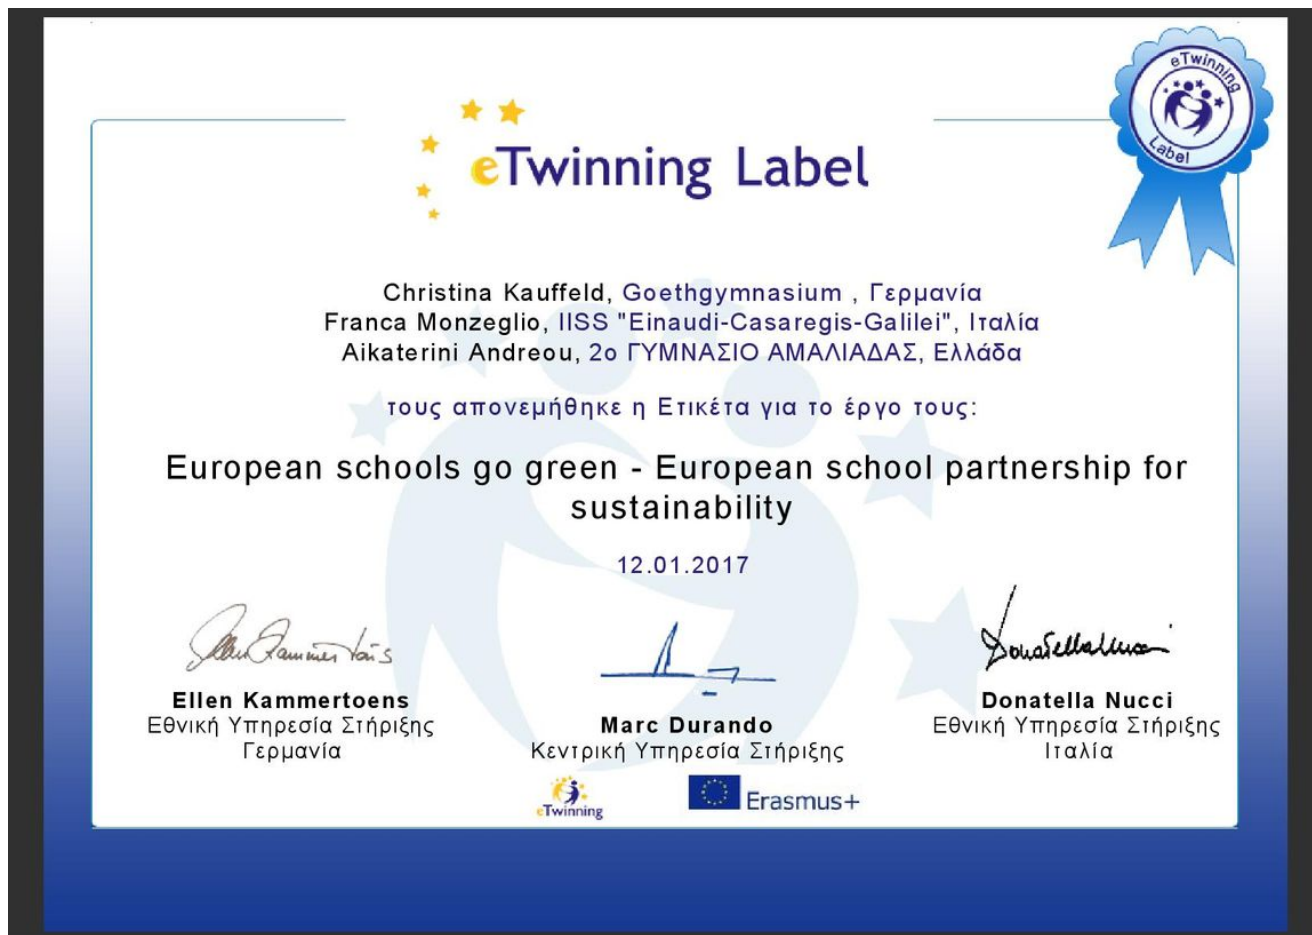 eTwinning
Label
eTwinning Label
Christina Kauffeld, Goethgymnasium , Γερμανία
Franca Monzeglio, IISS "Einaudi-Casaregis-Galilei", Ιταλία
Aikaterini Andreou, 2ο ΓΥΜΝΑΣΙΟ ΑΜΑΛΙΑΔΑΣ, Ελλάδα
τους απονεμήθηκε η Ετικέτα για το έργο τους:
European schools go green - European school partnership for
sustainability
12.01.2017
Ellen Kammertoens
Εθνική Υπηρεσία Στήριξης
Γερμανία
Marc Durando
Κεντρική Υπηρεσία Στήριξης
Donatella Nucci
Εθνική Υπηρεσία Στήριξης
Ιταλία
eTwinning
Erasmus+